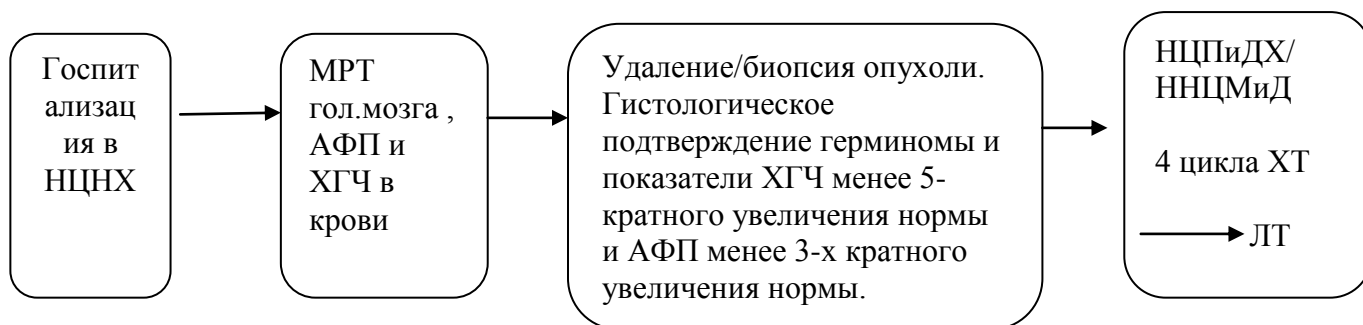 Госпит
ализац
ия в
НЦНХ
МРТ
гол.мозга ,
АФП и
ХГЧ в
крови
Удаление/биопсия опухоли.
Гистологическое
подтверждение герминомы и
показатели ХГЧ менее 5-
кратного увеличения нормы
и АФП менее 3-х кратного
увеличения нормы.
НЦПиДХ/
ННЦМиД
4 цикла ХТ
ЛТ